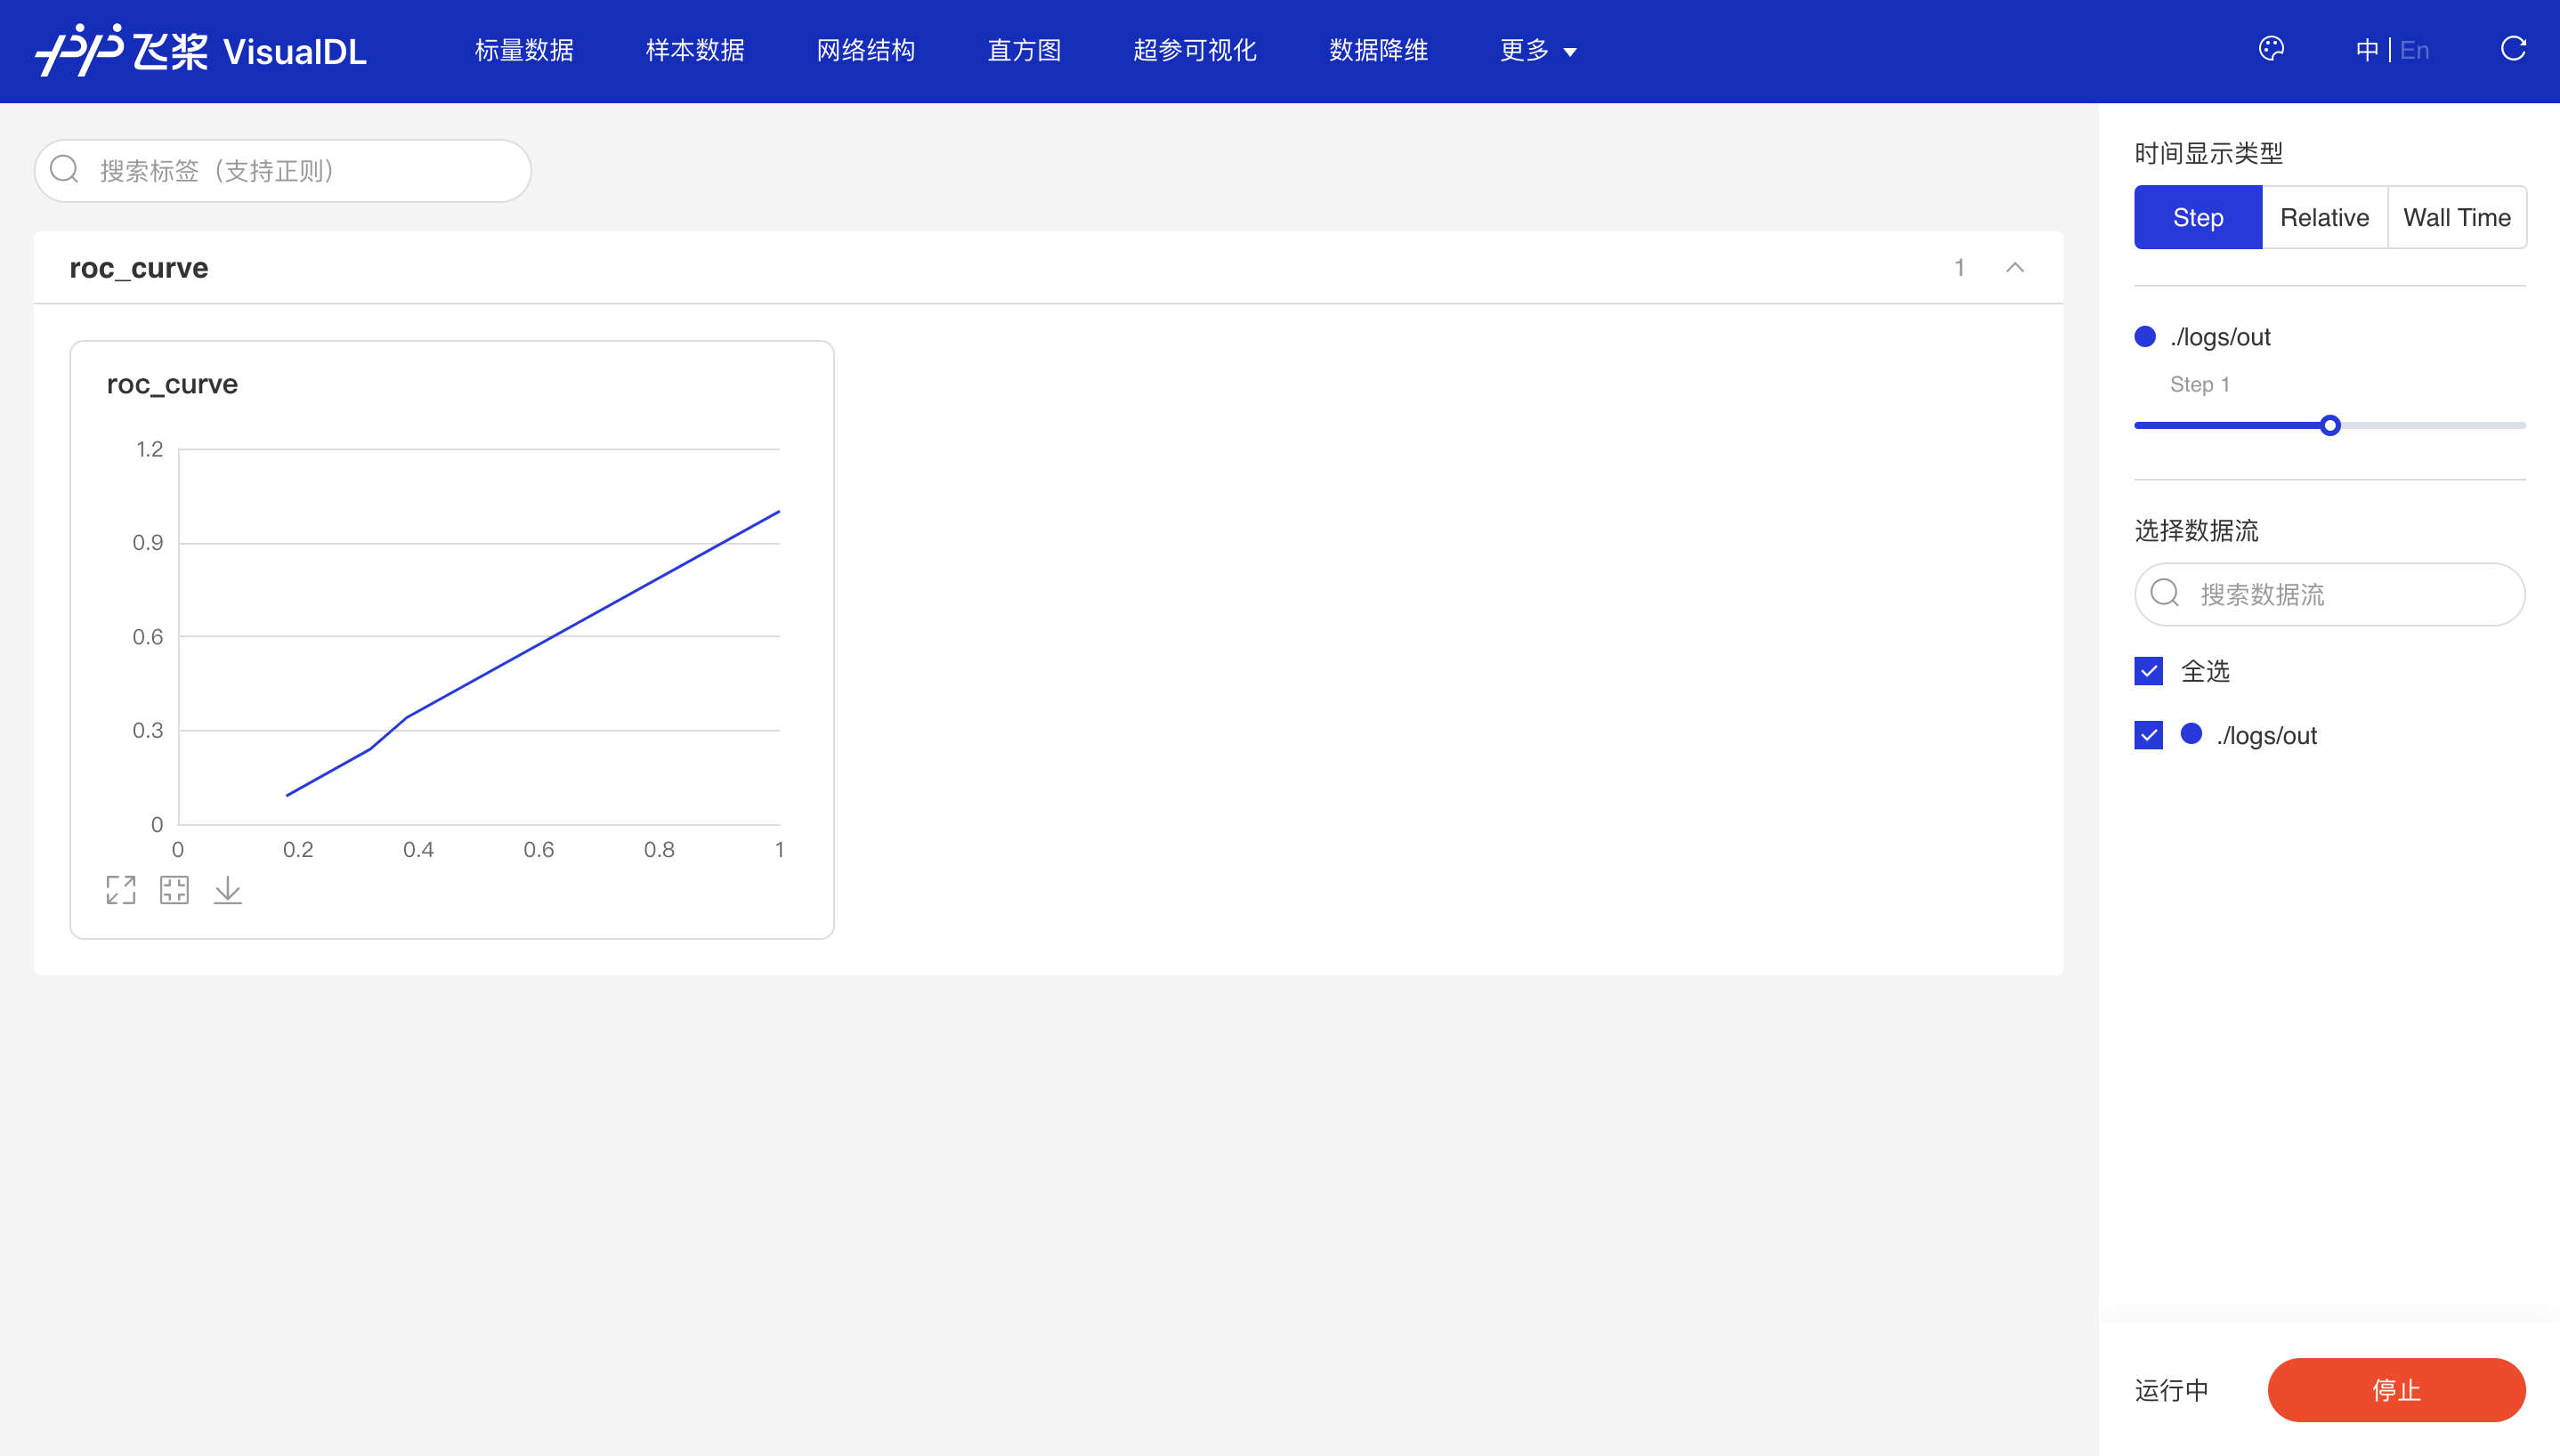 飞桨 VisualDL 标量数据 样本数据 网络结构 直方图 超参可视化 数据降维 更多 中 | En
搜索标签（支持正则）
roc_curve 1
roc_curve
1.2
0.9
0.6
0.3
0
0 0.2 0.4 0.6 0.8 1
时间显示类型
Step Relative Wall Time
./logs/out
Step 1
选择数据流
搜索数据流
全选
./logs/out
运行中 停止